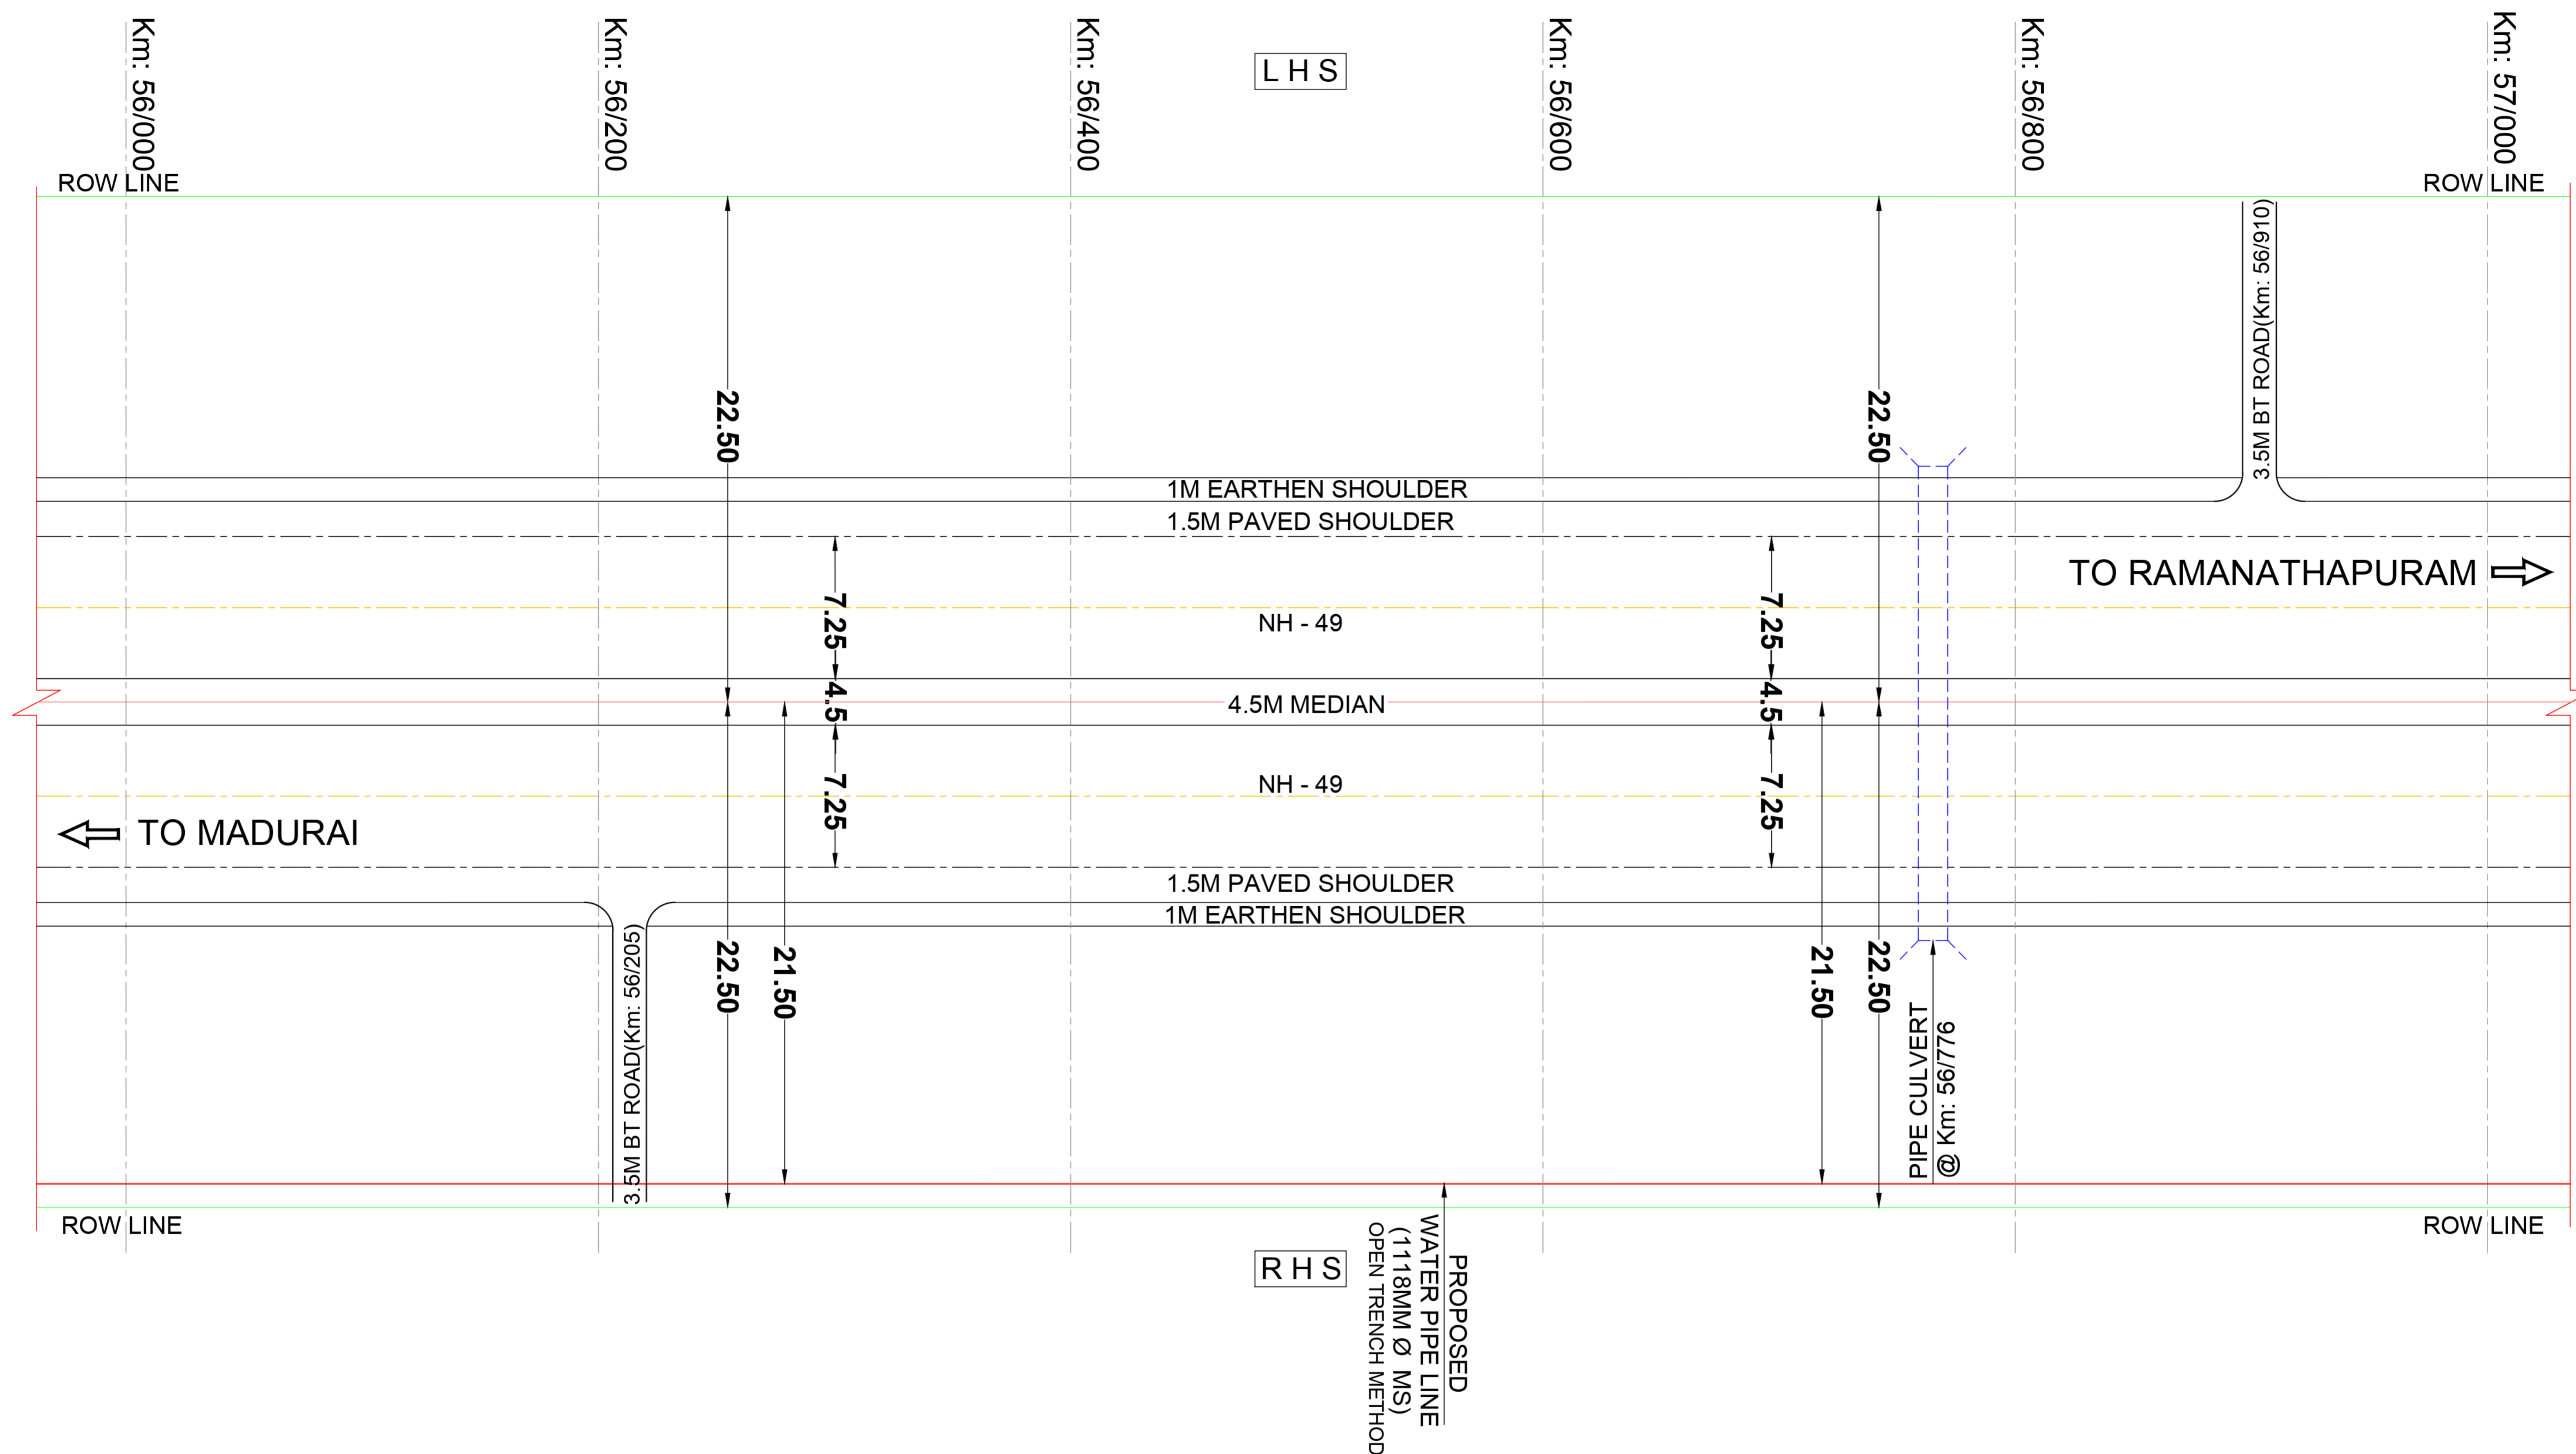 Km: 56/000
Km: 56/200
Km: 56/400
L H S
Km: 56/600
Km: 56/800
Km: 57/000
ROW LINE
ROW LINE
3.5M BT ROAD(Km: 56/910)
22.50
22.50
1M EARTHEN SHOULDER
1.5M PAVED SHOULDER
TO RAMANATHAPURAM
7.25
NH - 49
7.25
4.5
4.5M MEDIAN
4.5
7.25
NH - 49
7.25
TO MADURAI
1.5M PAVED SHOULDER
1M EARTHEN SHOULDER
3.5M BT ROAD(Km: 56/205)
22.50
21.50
21.50
22.50
PIPE CULVERT
@ Km: 56/776
ROW LINE
ROW LINE
R H S
PROPOSED
WATER PIPE LINE
(1118MM Ø MS)
OPEN TRENCH METHOD